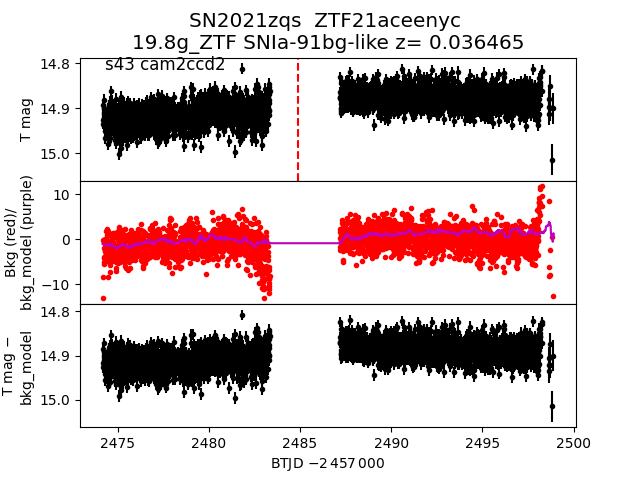 SN2021zqs  ZTF21aceenyc
19.8g_ZTF SNIa-91bg-like z= 0.036465
s43 cam2ccd2
14.8
14.9
15.0
T mag
10
0
−10
Bkg (red)/
bkg_model (purple)
14.8
14.9
15.0
T mag −
bkg_model
2475
2480
2485
2490
2495
2500
BTJD −2 457 000